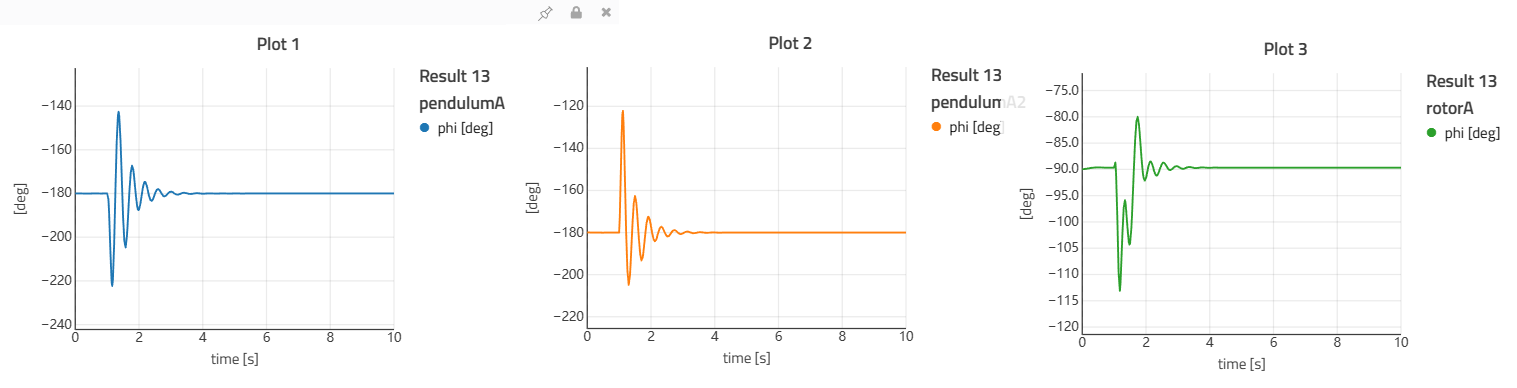 Plot 1
Result 13
pendulumA
phi [deg]
[deg]
−140
−160
−180
−200
−220
−240
0
2
4
6
8
10
time [s]
Plot 2
Result 13
pendulumA2
phi [deg]
[deg]
−120
−140
−160
−180
−200
−220
0
2
4
6
8
10
time [s]
Plot 3
Result 13
rotorA
phi [deg]
[deg]
−75.0
−80.0
−85.0
−90.0
−95.0
−100
−105
−110
−115
−120
0
2
4
6
8
10
time [s]